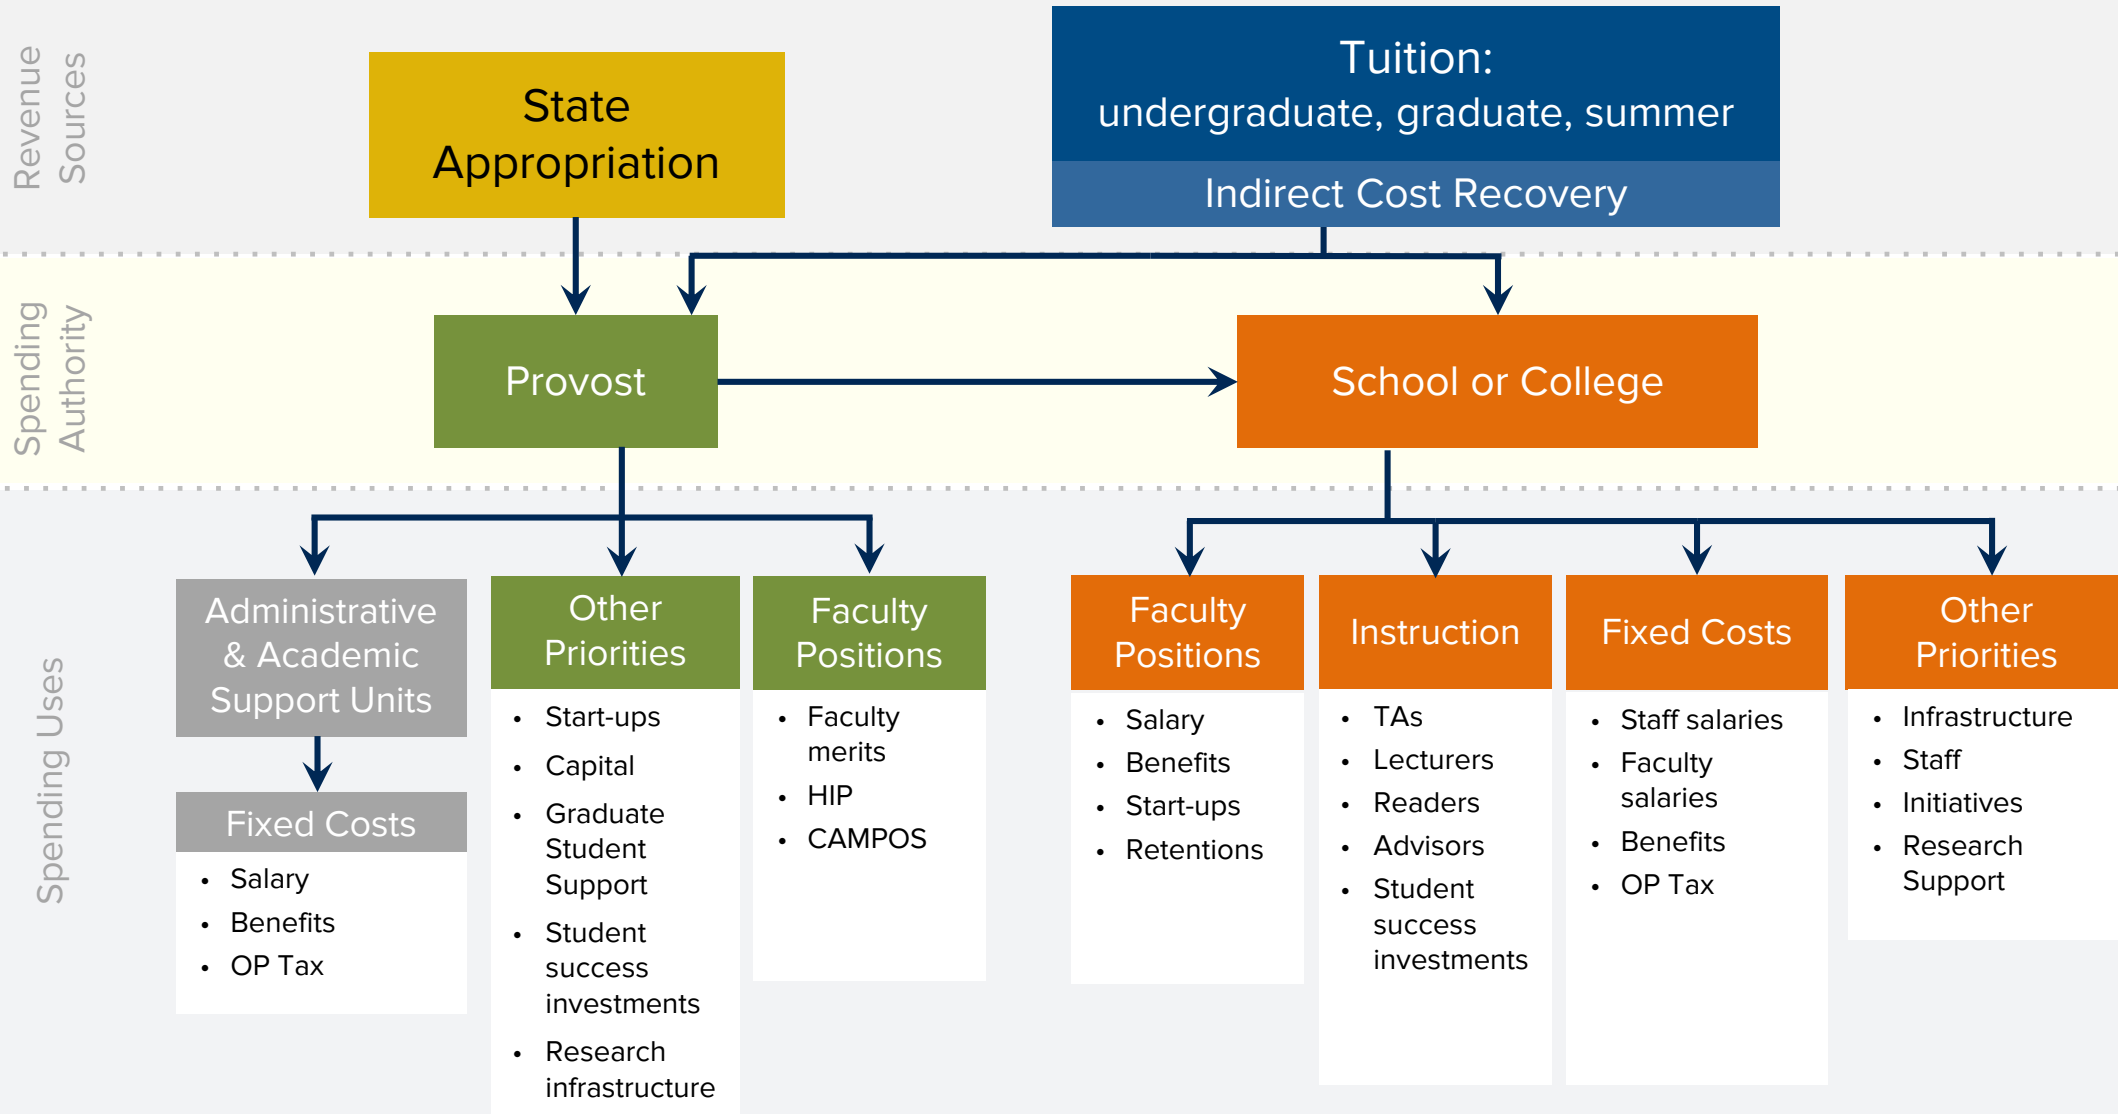 Revenue
Sources
State
Appropriation
Tuition:
undergraduate, graduate, summer
Indirect Cost Recovery
Spending
Authority
Provost
School or College
Spending Uses
Administrative
& Academic
Support Units
Fixed Costs
• Salary
• Benefits
• OP Tax
Other
Priorities
• Start-ups
• Capital
• Graduate
Student
Support
• Student
success
investments
• Research
infrastructure
Faculty
Positions
• Faculty
merits
• HIP
• CAMPOS
Faculty
Positions
• Salary
• Benefits
• Start-ups
• Retentions
Instruction
• TAs
• Lecturers
• Readers
• Advisors
• Student
success
investments
Fixed Costs
• Staff salaries
• Faculty
salaries
• Benefits
• OP Tax
Other
Priorities
• Infrastructure
• Staff
• Initiatives
• Research
Support